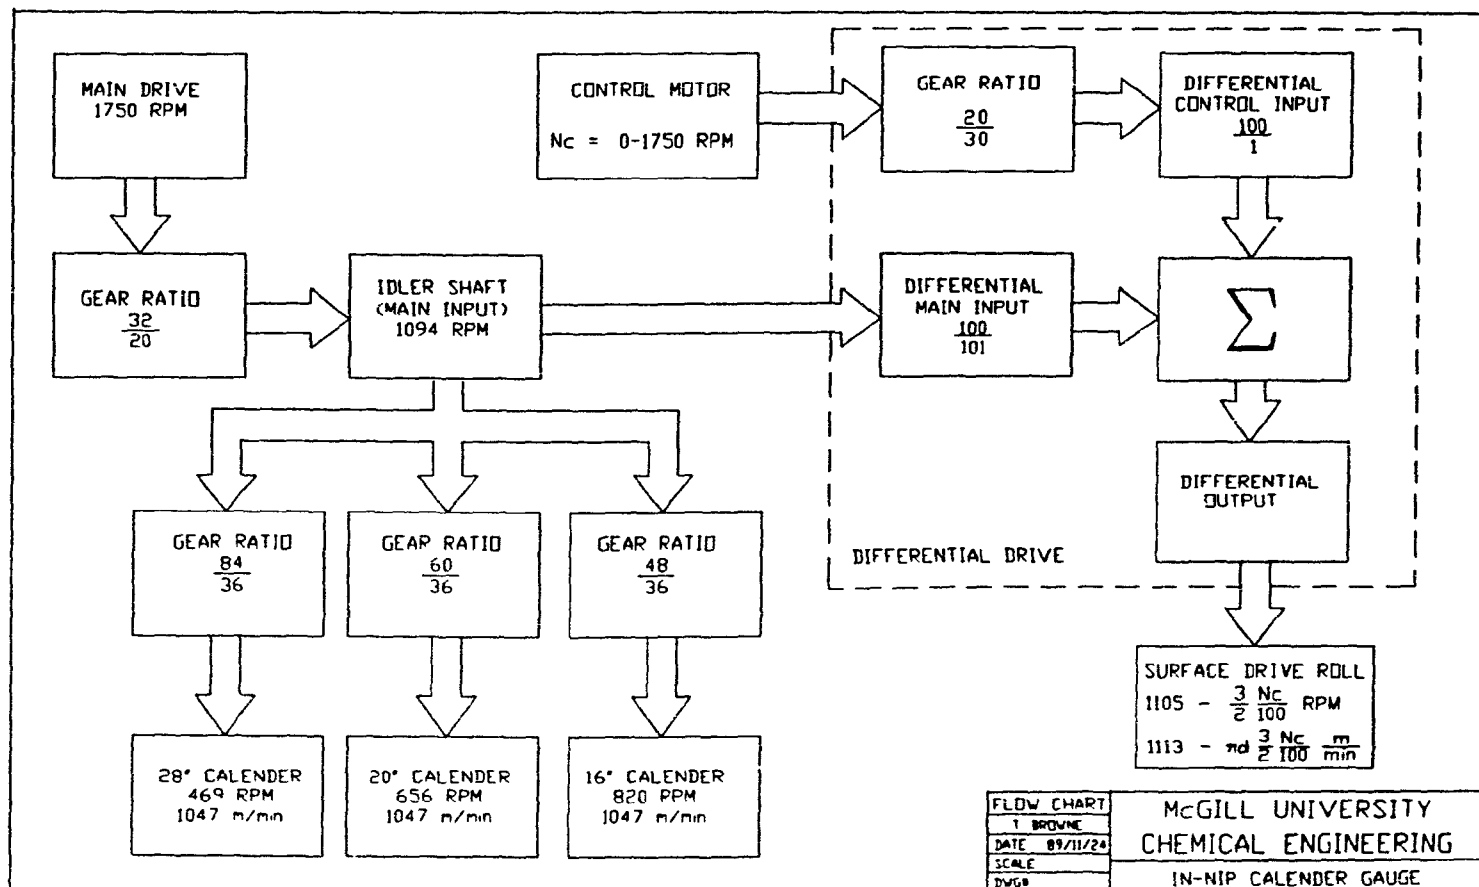 MAIN DRIVE
1750 RPM
CONTROL MOTOR
Nc = 0-1750 RPM
GEAR RATIO
20
30
DIFFERENTIAL
CONTROL INPUT
100
1
GEAR RATIO
32
20
IDLER SHAFT
(MAIN INPUT)
1094 RPM
DIFFERENTIAL
MAIN INPUT
100
101
Σ
DIFFERENTIAL
OUTPUT
GEAR RATIO
84
36
GEAR RATIO
60
36
GEAR RATIO
48
36
DIFFERENTIAL DRIVE
SURFACE DRIVE ROLL
1105 - 3/2 Nc/100 RPM
1113 - πd 3/2 Nc/100 m/min
28" CALENDER
469 RPM
1047 m/min
20" CALENDER
656 RPM
1047 m/min
16" CALENDER
820 RPM
1047 m/min
FLOW CHART
T BROWNE
DATE 89/11/24
SCALE
DWG#
McGILL UNIVERSITY
CHEMICAL ENGINEERING
IN-NIP CALENDER GAUGE